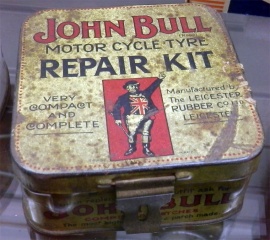 JOHN BULL
MOTOR CYCLE TYRE
REPAIR KIT
VERY
COMPACT
AND
COMPLETE
Manufactured by
The LEICESTER
RUBBER CO. LTD
LEICESTER
JOHN BULL